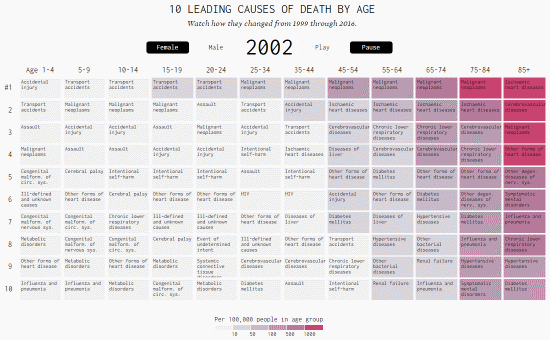 10 LEADING CAUSES OF DEATH BY AGE
Watch how they changed from 1999 through 2016.
Female Male 2002 Play Pause
Age 1-4 5-9 10-14 15-19 20-24 25-34 35-44 45-54 55-64 65-74 75-84 85+
#1 Accidental injury Transport accidents Transport accidents Transport accidents Transport accidents Transport accidents Malignant neoplasms Malignant neoplasms Malignant neoplasms Malignant neoplasms Malignant neoplasms Ischaemic heart diseases
2 Transport accidents Malignant neoplasms Malignant neoplasms Malignant neoplasms Assault Malignant neoplasms Accidental injury Ischaemic heart diseases Ischaemic heart diseases Ischaemic heart diseases Ischaemic heart diseases Cerebrovascular diseases
3 Assault Accidental injury Accidental injury Assault Malignant neoplasms Accidental injury Transport accidents Cerebrovascular diseases Chronic lower respiratory diseases Chronic lower respiratory diseases Cerebrovascular diseases Malignant neoplasms
4 Malignant neoplasms Assault Assault Accidental injury Accidental injury Intentional self-harm Ischaemic heart diseases Diseases of liver Cerebrovascular diseases Cerebrovascular diseases Chronic lower respiratory diseases Other forms of heart disease
5 Congenital malform. of circ. sys. Cerebral palsy Intentional self-harm Intentional self-harm Intentional self-harm Assault Intentional self-harm Other forms of heart disease Diabetes mellitus Other forms of heart disease Other forms of heart disease Other degen. diseases of nerv. sys.
6 Ill-defined and unknown causes Other forms of heart disease Cerebral palsy Other forms of heart disease Other forms of heart disease HIV HIV Accidental injury Other forms of heart disease Diabetes mellitus Other degen. diseases of nerv. sys. Symptomatic mental disorders
7 Congenital malform. of nervous sys. Congenital malform. of circ. sys. Chronic lower respiratory diseases Ill-defined and unknown causes Ill-defined and unknown causes Other forms of heart disease Diseases of liver Diabetes mellitus Diseases of liver Hypertensive diseases Diabetes mellitus Influenza and pneumonia
8 Metabolic disorders Congenital malform. of nervous sys. Congenital malform. of circ. sys. Cerebral palsy Event of undetermined intent Ill-defined and unknown causes Other forms of heart disease Transport accidents Hypertensive diseases Other bacterial diseases Influenza and pneumonia Chronic lower respiratory diseases
9 Other forms of heart disease Metabolic disorders Other forms of heart disease Metabolic disorders Systemic connective tissue Cerebrovascular diseases Cerebrovascular diseases Chronic lower respiratory diseases Other bacterial diseases Renal failure Hypertensive diseases Hypertensive diseases
10 Influenza and pneumonia Influenza and pneumonia Metabolic disorders Congenital malform. of circ. sys. Metabolic disorders Diabetes mellitus Assault Intentional self-harm Renal failure Influenza and pneumonia Symptomatic mental disorders Diabetes mellitus
Per 100,000 people in age group
10 50 100 500 1000